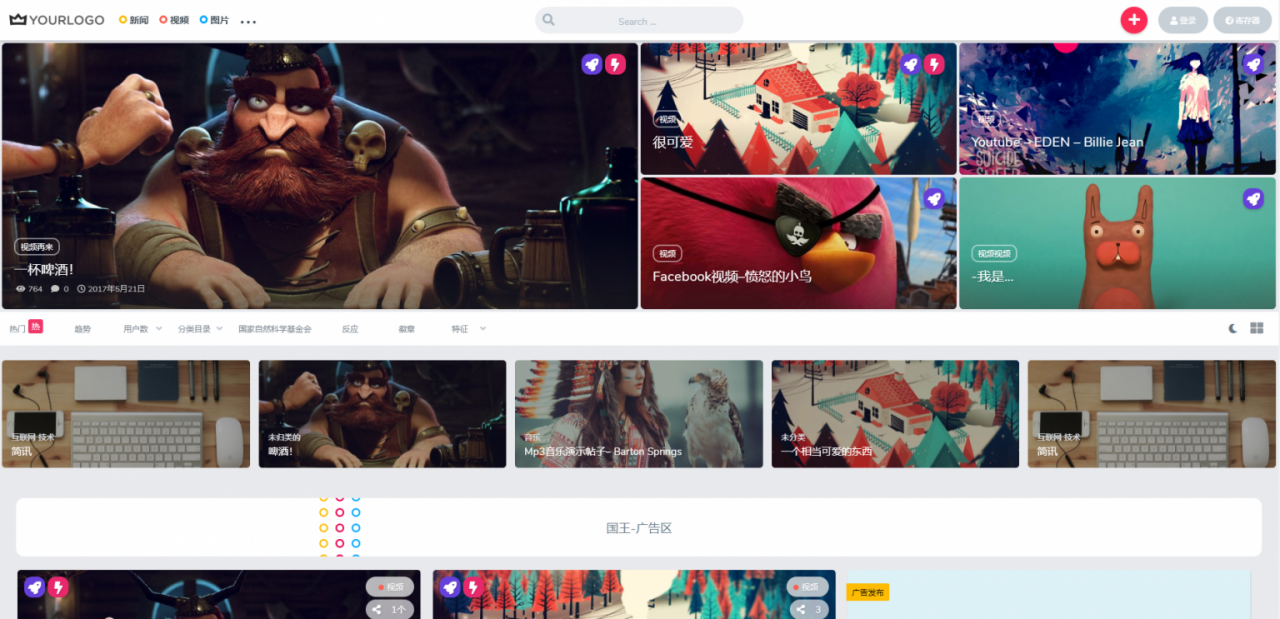 YOURLOGO
新闻 视频 图片
Search ...
登录
寄存器
视频再来
一杯啤酒!
764 0 2017年5月21日
视频
很可爱
视频
Youtube – EDEN – Billie Jean
SUICIDE
视频
Facebook视频–愤怒的小鸟
视频视频
-我是...
热门 热 趋势 用户数 分类目录 国家自然科学基金会 反应 徽章 特征
互联网 技术
简讯
未归类的
啤酒!
音乐
Mp3音乐演示帖子– Barton Springs
未分类
一个相当可爱的东西
互联网 技术
简讯
国王-广告区
视频
1个
视频
3
广告发布